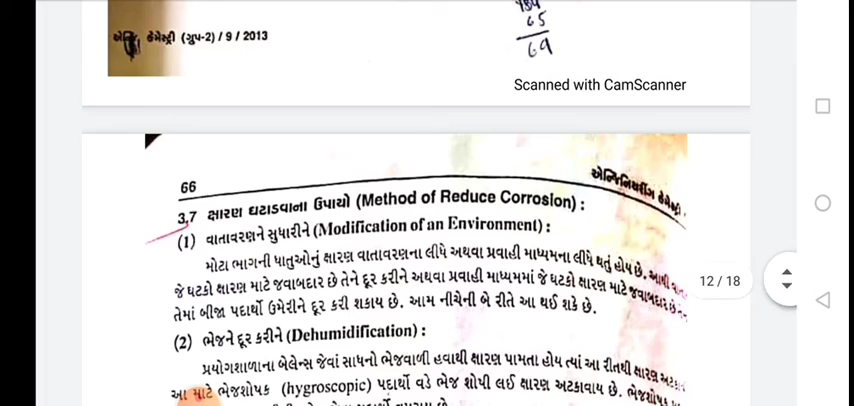 એન્જિ. કેમેસ્ટ્રી (ગ્રુપ-2) / 9 / 2013
65
69
Scanned with CamScanner
66
એન્જિનિયરીંગ કેમેસ્ટ્રી
3.7 ક્ષારણ ઘટાડવાના ઉપાયો (Method of Reduce Corrosion) :
(1) વાતાવરણને સુધારીને (Modification of an Environment) :
મોટા ભાગની ધાતુઓનું ક્ષારણ વાતાવરણના લીધે અથવા પ્રવાહી માધ્યમના લીધે થતું હોય છે. આથી
જે ઘટકો ક્ષારણ માટે જવાબદાર છે તેને દૂર કરીને અથવા પ્રવાહી માધ્યમમાં જે ઘટકો ક્ષારણ માટે જવાબદાર છે
તેમાં બીજા પદાર્થો ઉમેરીને દૂર કરી શકાય છે. આમ નીચેની બે રીતે આ થઈ શકે છે.
12 / 18
(2) ભેજને દૂર કરીને (Dehumidification) :
પ્રયોગશાળાના બેલેન્સ જેવાં સાધનો ભેજવાળી હવાથી ક્ષારણ પામતા હોય ત્યાં આ રીતથી ક્ષારણ
આ માટે ભેજશોષક (hygroscopic) પદાર્થો વડે ભેજ શોષી લઈ ક્ષારણ અટકાવાય છે. ભેજશોષક